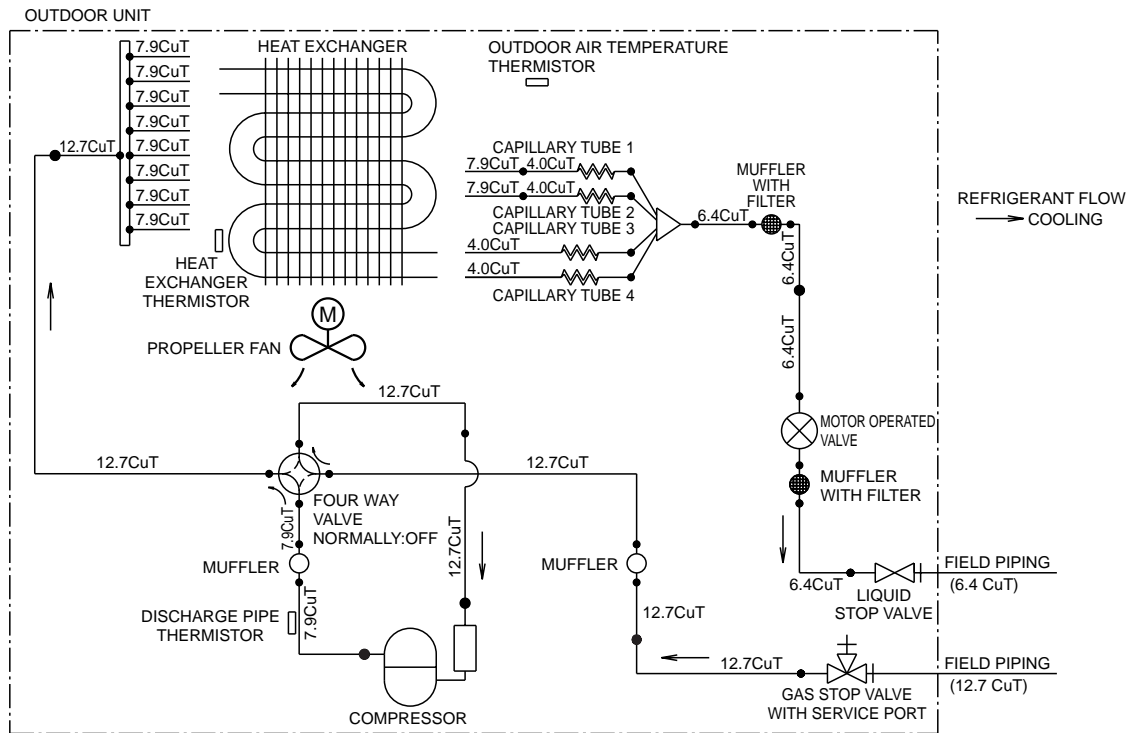 OUTDOOR UNIT
7.9CuT
7.9CuT
7.9CuT
7.9CuT
7.9CuT
7.9CuT
7.9CuT
7.9CuT
12.7CuT
HEAT EXCHANGER
OUTDOOR AIR TEMPERATURE
THERMISTOR
HEAT
EXCHANGER
THERMISTOR
CAPILLARY TUBE 1
7.9CuT
4.0CuT
7.9CuT
4.0CuT
CAPILLARY TUBE 2
CAPILLARY TUBE 3
4.0CuT
4.0CuT
CAPILLARY TUBE 4
6.4CuT
MUFFLER
WITH
FILTER
6.4CuT
6.4CuT
REFRIGERANT FLOW
COOLING
M
PROPELLER FAN
12.7CuT
12.7CuT
12.7CuT
FOUR WAY
VALVE
NORMALLY:OFF
7.9CuT
12.7CuT
MOTOR OPERATED
VALVE
MUFFLER
WITH FILTER
MUFFLER
MUFFLER
DISCHARGE PIPE
THERMISTOR
7.9CuT
COMPRESSOR
12.7CuT
12.7CuT
6.4CuT
LIQUID
STOP VALVE
FIELD PIPING
(6.4 CuT)
GAS STOP VALVE
WITH SERVICE PORT
FIELD PIPING
(12.7 CuT)